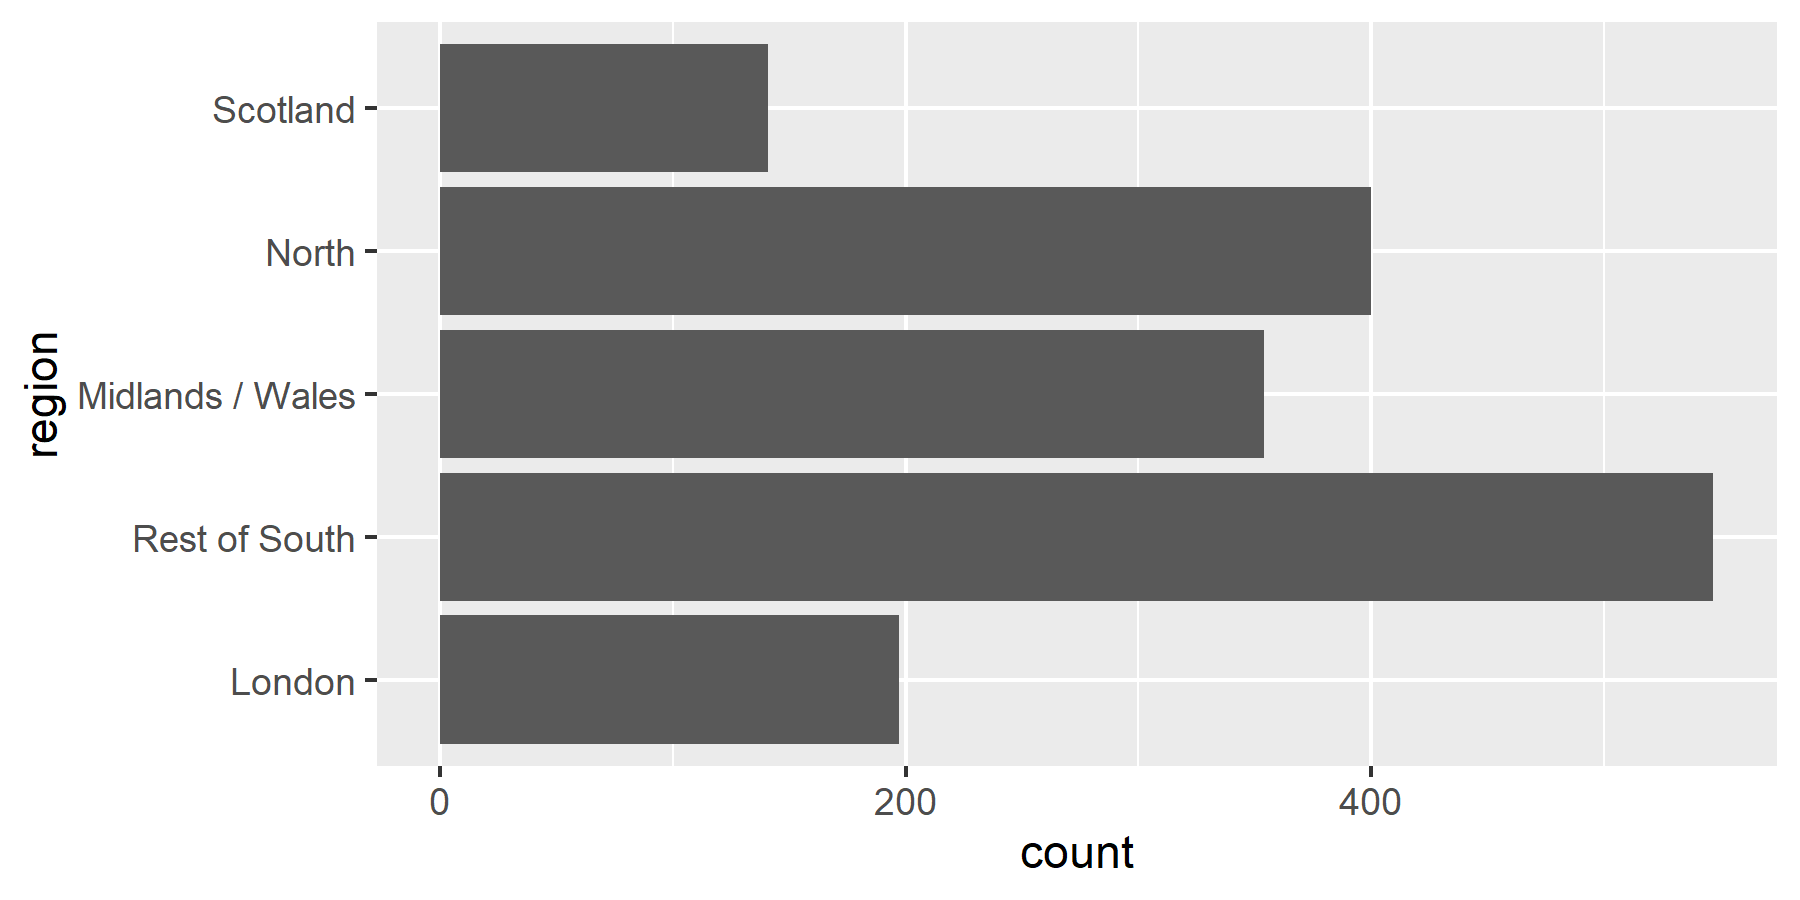 Scotland
North
Midlands / Wales
Rest of South
London
region
0 200 400
count